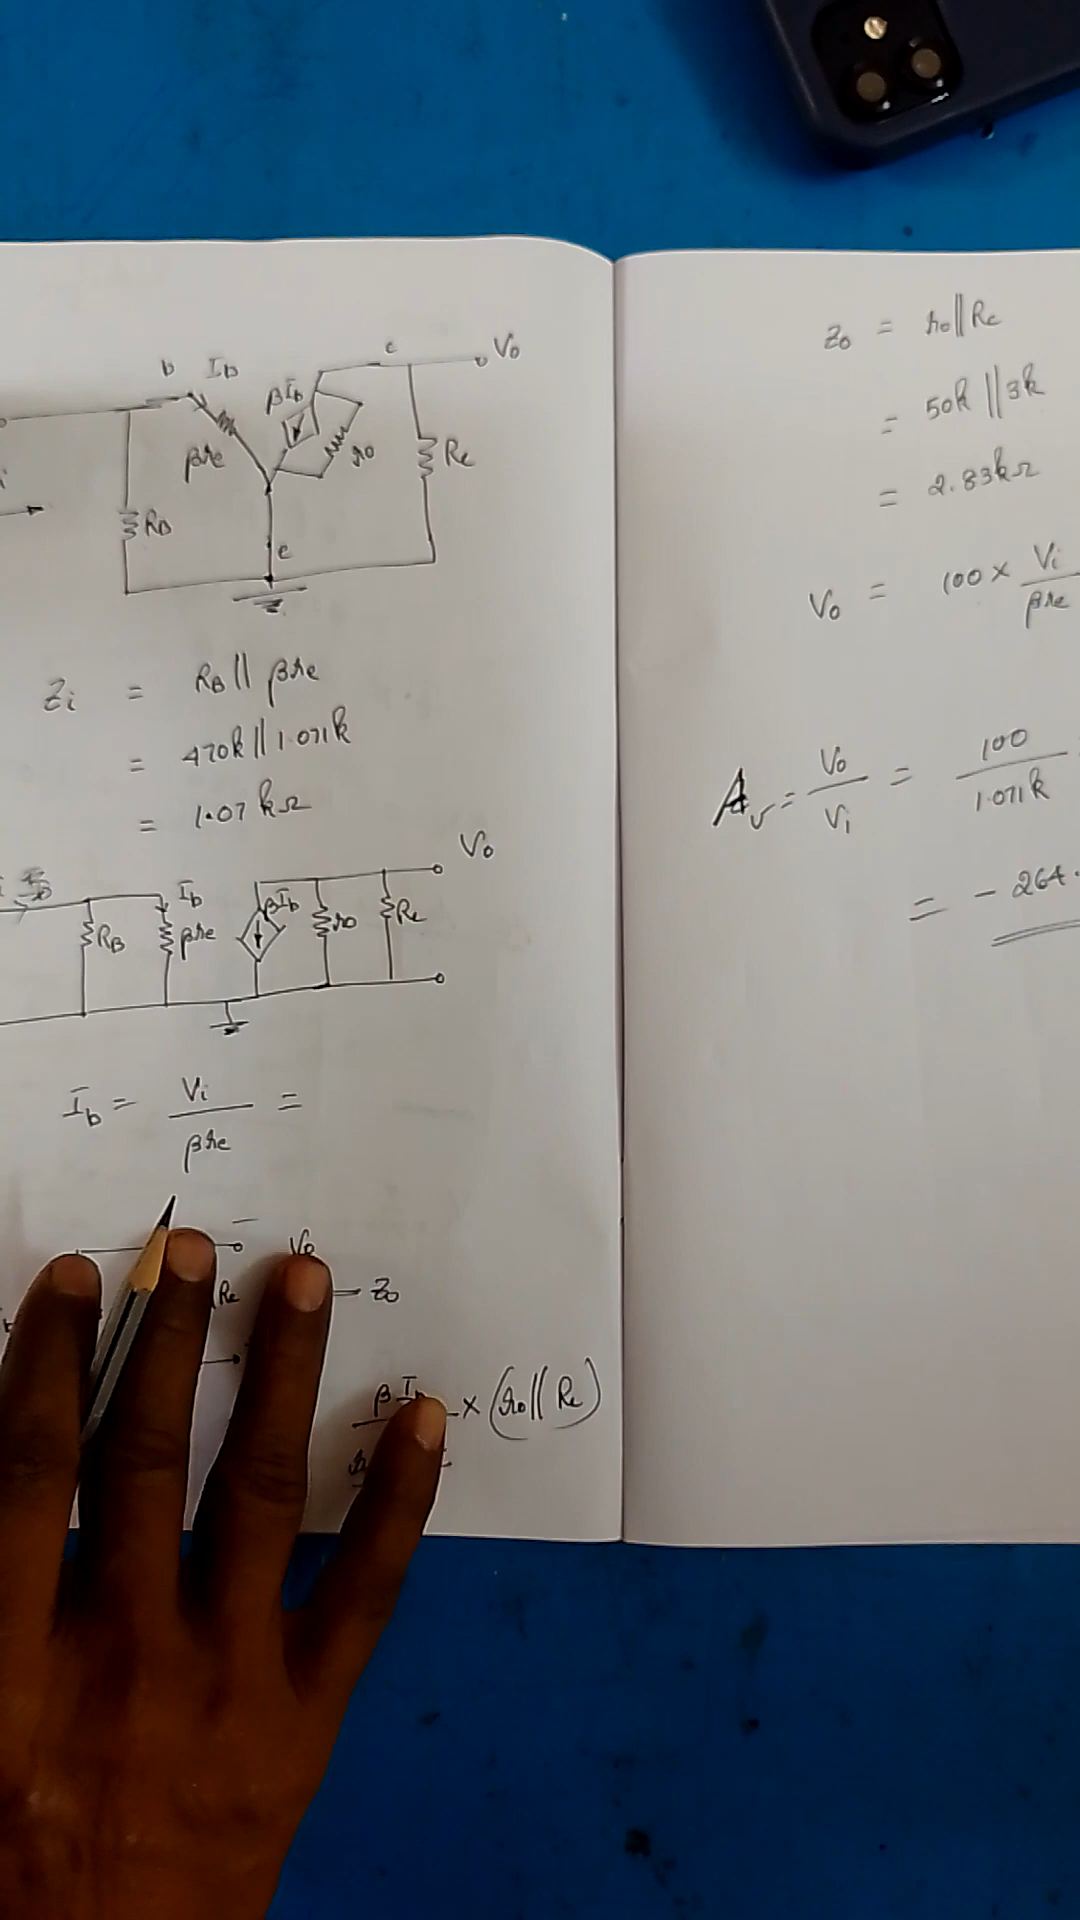 b Ib c Vo
βIb
βre ro Rc
RB
e
Zi = RB || βre
= 470k || 1.071k
= 1.07 kΩ
Vo
Ib βIb
RB βre ro Rc
Ib = Vi / βre =
Vo
Rc Zo
β × (ro || Rc)
Zo = ro || Rc
= 50k || 3k
= 2.83kΩ
Vo = 100 × Vi / βre
Av = Vo / Vi = 100 / 1.071k
= - 264.